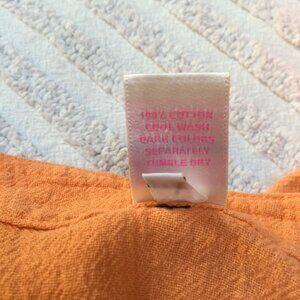 100% COTTON
COOL WASH
DARK COLORS
SEPARATELY
TUMBLE DRY